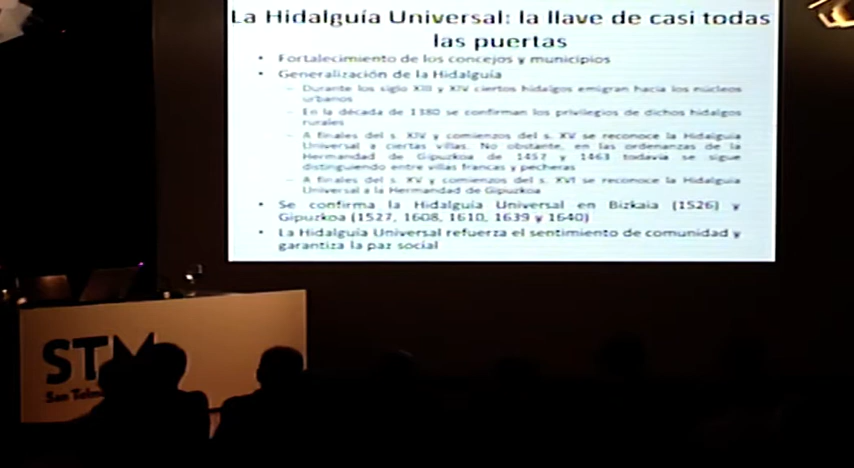 La Hidalguía Universal: la llave de casi todas
las puertas
• Fortalecimiento de los concejos y municipios
• Generalización de la Hidalguía
– Durante los siglo XIII y XIV ciertos hidalgos emigran hacia los núcleos
urbanos
– En la década de 1380 se confirman los privilegios de dichos hidalgos
rurales
– A finales del s. XIV y comienzos del s. XV se reconoce la Hidalguía
Universal a ciertas villas. No obstante, en las ordenanzas de la
Hermandad de Gipuzkoa de 1457 y 1463 todavía se sigue
distinguiendo entre villas francas y pecheras
– A finales del s. XV y comienzos del s. XVI se reconoce la Hidalguía
Universal a la Hermandad de Gipuzkoa
• Se confirma la Hidalguía Universal en Bizkaia (1526) y
Gipuzkoa (1527, 1608, 1610, 1639 y 1640)
• La Hidalguía Universal refuerza el sentimiento de comunidad y
garantiza la paz social
STM
San